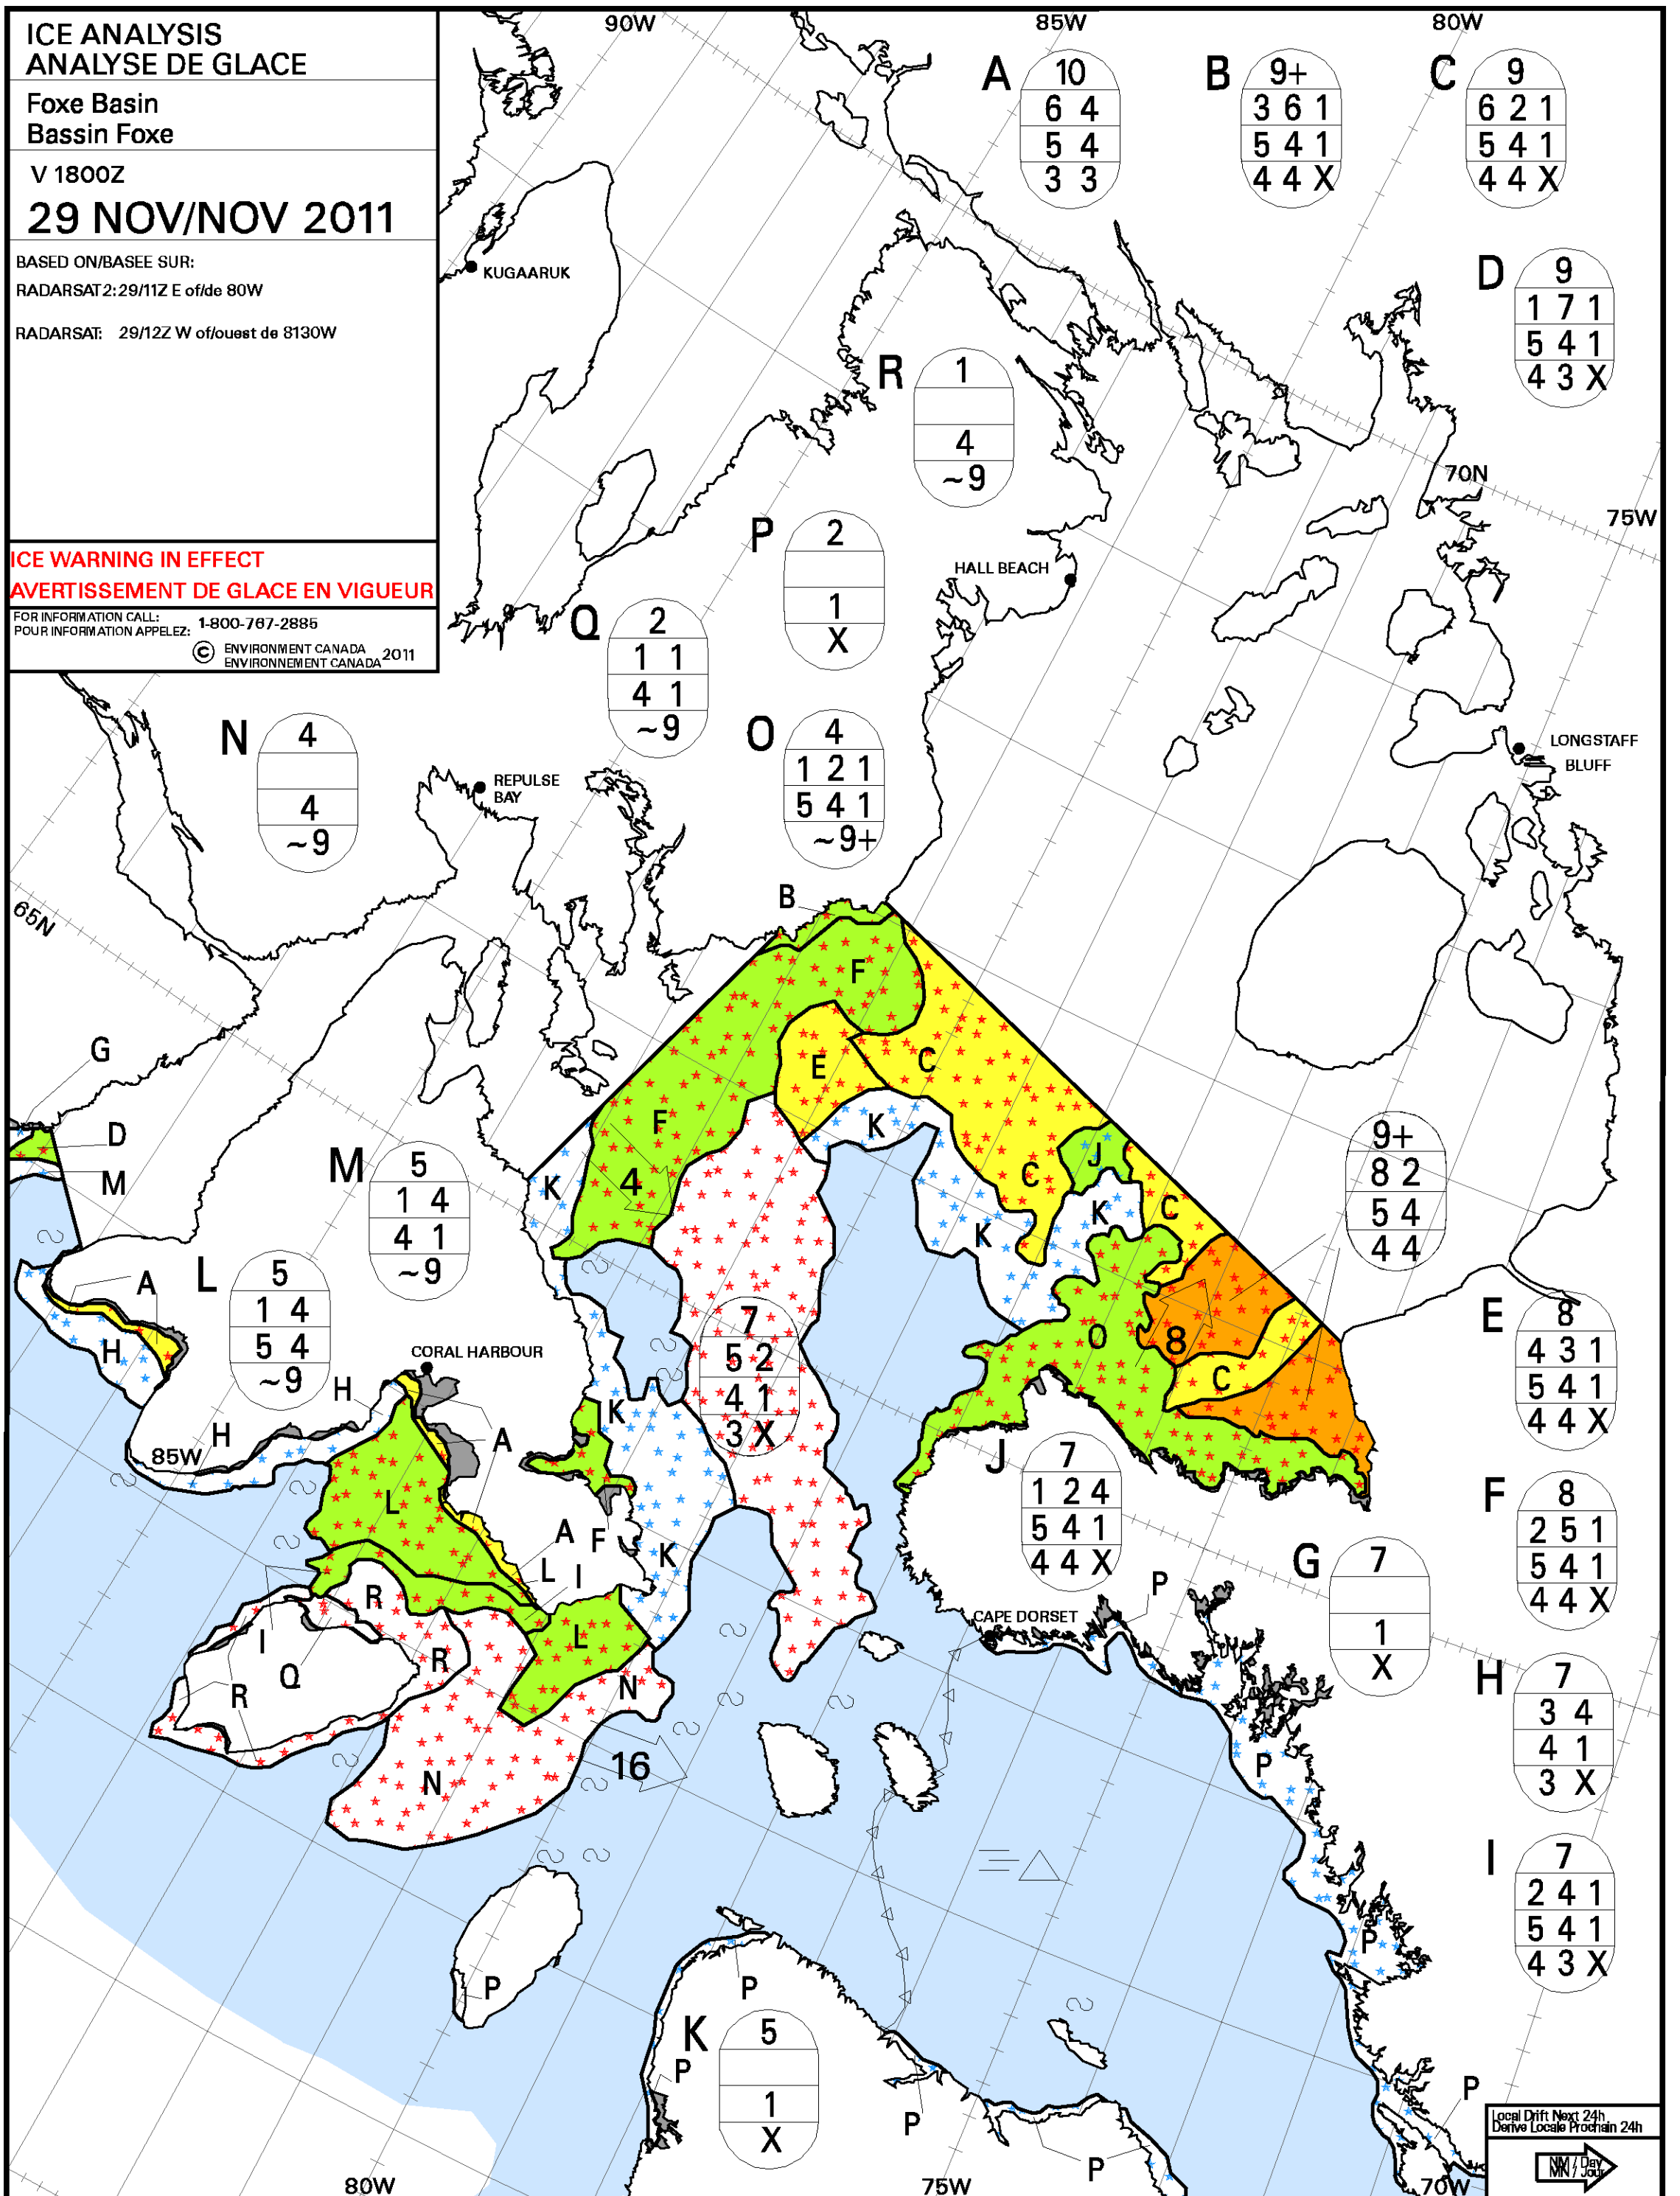 ICE ANALYSIS
ANALYSE DE GLACE
Foxe Basin
Bassin Foxe
V 1800Z
29 NOV/NOV 2011
BASED ON/BASEE SUR:
RADARSAT2:29/11Z E of/de 80W
RADARSAT: 29/12Z W of/ouest de 8130W
ICE WARNING IN EFFECT
AVERTISSEMENT DE GLACE EN VIGUEUR
FOR INFORMATION CALL:
POUR INFORMATION APPELEZ: 1-800-767-2885
© ENVIRONMENT CANADA
ENVIRONNEMENT CANADA 2011
90W
85W
80W
A
10
6 4
5 4
3 3
B
9+
3 6 1
5 4 1
4 4 X
C
9
6 2 1
5 4 1
4 4 X
D
9
1 7 1
5 4 1
4 3 X
KUGAARUK
R
1
4
~9
70N
75W
P
2
1
X
HALL BEACH
Q
2
1 1
4 1
~9
N
4
4
~9
O
4
1 2 1
5 4 1
~9+
REPULSE
BAY
LONGSTAFF
BLUFF
65N
B
F
G
E
C
D
F
K
M
M
5
1 4
4 1
~9
4
K
J
C
K
C
K
9+
8 2
5 4
4 4
A
L
5
1 4
5 4
~9
H
7
5 2
4 1
3 X
O
8
C
E
8
4 3 1
5 4 1
4 4 X
CORAL HARBOUR
H
K
H
85W
A
J
7
1 2 4
5 4 1
4 4 X
F
8
2 5 1
5 4 1
4 4 X
L
A
F
K
L
I
G
7
1
X
P
R
CAPE DORSET
L
I
R
Q
N
R
H
7
3 4
4 1
3 X
16
N
P
I
7
2 4 1
5 4 1
4 3 X
P
P
P
K
5
1
X
P
P
P
P
80W
75W
70W
Local Drift Next 24h
Derive Locale Prochain 24h
NM / Day
MN / Jour